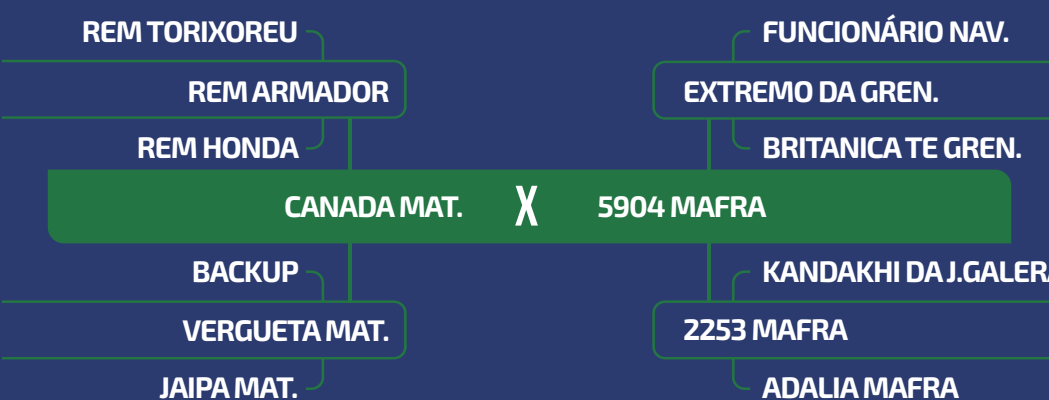 REM TORIXOREU
FUNCIONÁRIO NAV.
REM ARMADOR
EXTREMO DA GREN.
REM HONDA
BRITANICA TE GREN.
CANADA MAT. X 5904 MAFRA
BACKUP
KANDAKHI DA J.GALERA
VERGUETA MAT.
2253 MAFRA
JAIPA MAT.
ADALIA MAFRA